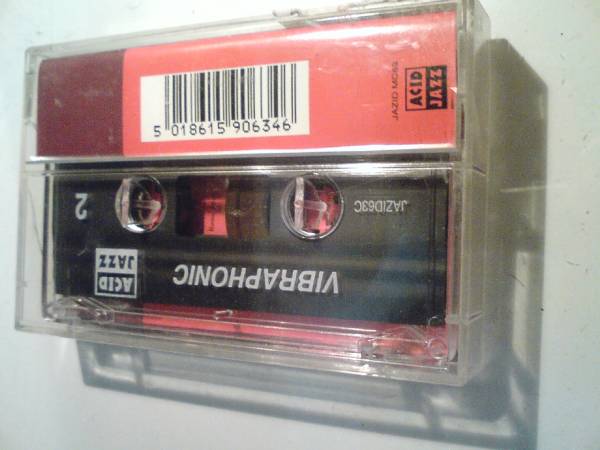 5 018615 906346
JAZID MC63
ACID
JAZZ
2
JAZID63C
VIBRAPHONIC
ACID
JAZZ